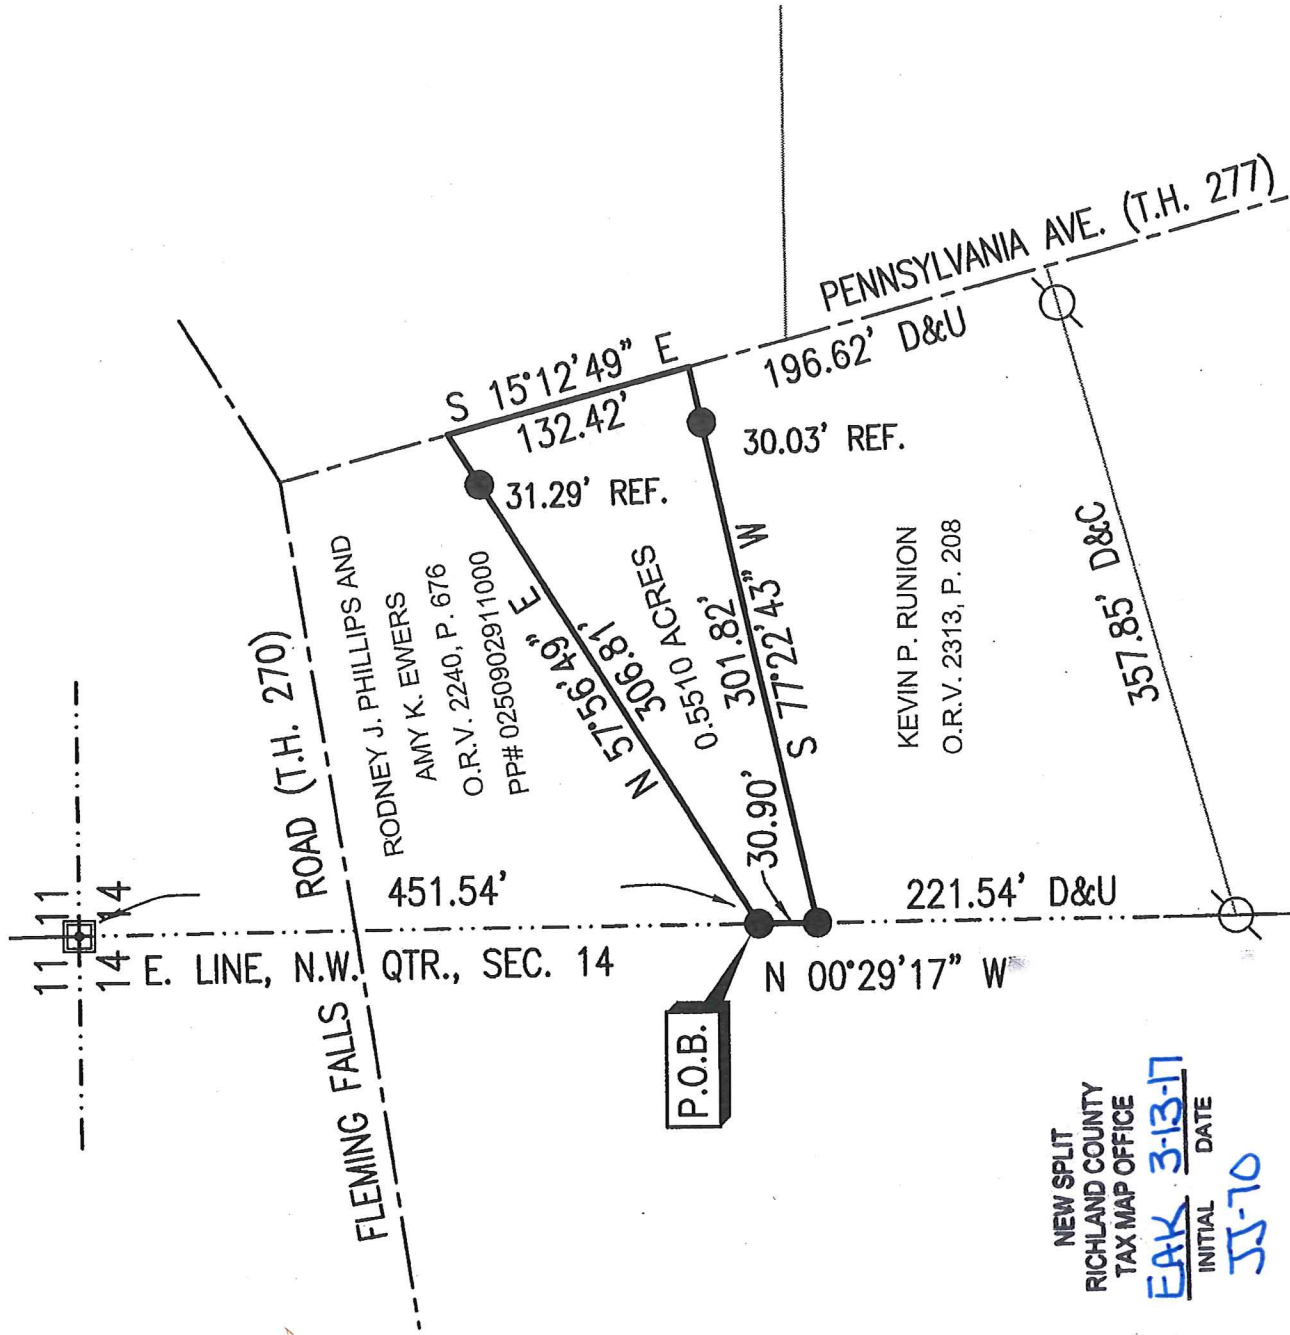 11 11
14 14
FLEMING FALLS ROAD (T.H. 270)
RODNEY J. PHILLIPS AND
AMY K. EWERS
O.R.V. 2240, P. 676
PP# 0250902911000
451.54'
E. LINE, N.W. QTR., SEC. 14
S 15°12'49" E
132.42'
31.29' REF.
N 57°56'49" E
306.81'
0.5510 ACRES
301.82'
S 77°22'43" W
30.03' REF.
30.90'
P.O.B.
N 00°29'17" W
PENNSYLVANIA AVE. (T.H. 277)
196.62' D&U
KEVIN P. RUNION
O.R.V. 2313, P. 208
221.54' D&U
357.85' D&C
NEW SPLIT
RICHLAND COUNTY
TAX MAP OFFICE
EAK 3-13-17
INITIAL DATE
JJ-70